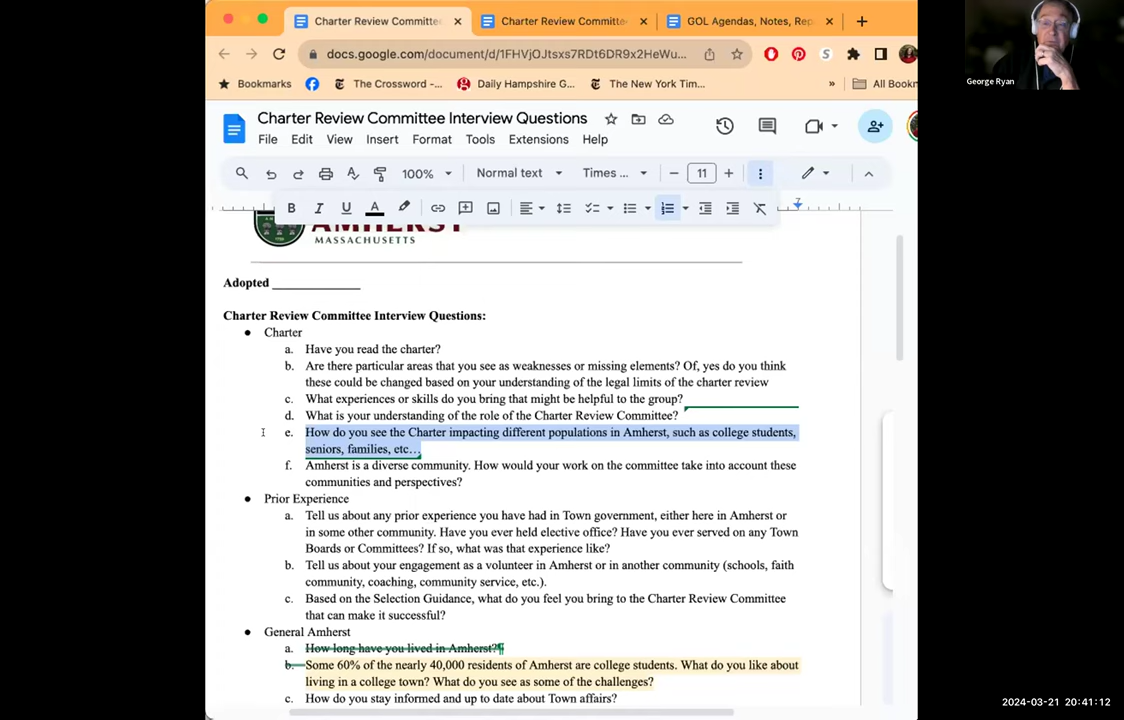 Charter Review Committee
Charter Review Committe
GOL Agendas, Notes, Rep
docs.google.com/document/d/1FHVjOJtsxs7RDt6DR9x2HeWu...
Bookmarks
The Crossword -...
Daily Hampshire G...
The New York Tim...
»
All Bookn
Charter Review Committee Interview Questions
File Edit View Insert Format Tools Extensions Help
100% Normal text Times ... 11
AMHERST
MASSACHUSETTS
Adopted ____________
Charter Review Committee Interview Questions:
● Charter
a. Have you read the charter?
b. Are there particular areas that you see as weaknesses or missing elements? Of, yes do you think
these could be changed based on your understanding of the legal limits of the charter review
c. What experiences or skills do you bring that might be helpful to the group?
d. What is your understanding of the role of the Charter Review Committee?
e. How do you see the Charter impacting different populations in Amherst, such as college students,
seniors, families, etc…
f. Amherst is a diverse community. How would your work on the committee take into account these
communities and perspectives?
● Prior Experience
a. Tell us about any prior experience you have had in Town government, either here in Amherst or
in some other community. Have you ever held elective office? Have you ever served on any Town
Boards or Committees? If so, what was that experience like?
b. Tell us about your engagement as a volunteer in Amherst or in another community (schools, faith
community, coaching, community service, etc.).
c. Based on the Selection Guidance, what do you feel you bring to the Charter Review Committee
that can make it successful?
● General Amherst
a. How long have you lived in Amherst?¶
b. Some 60% of the nearly 40,000 residents of Amherst are college students. What do you like about
living in a college town? What do you see as some of the challenges?
c. How do you stay informed and up to date about Town affairs?
George Ryan
2024-03-21 20:41:12